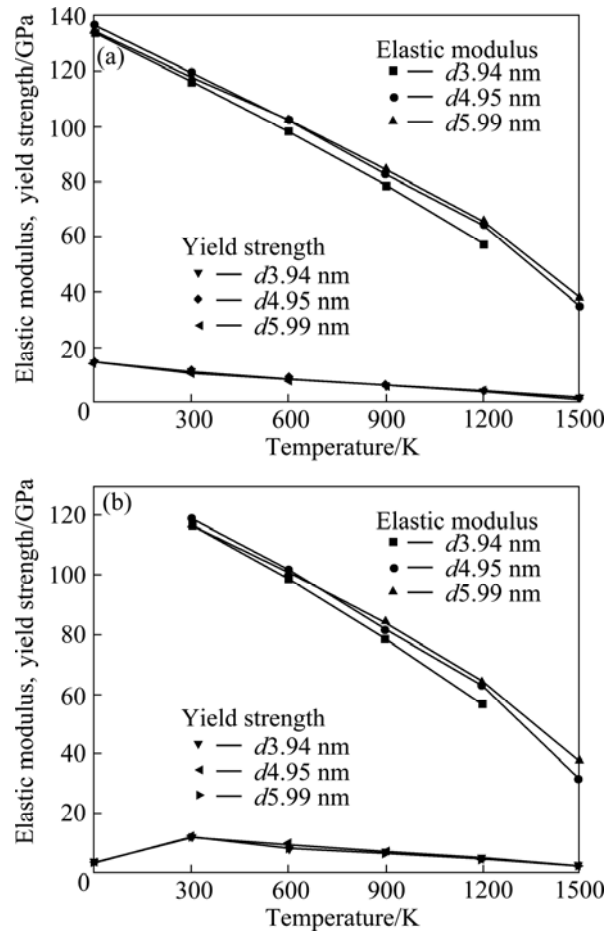 140
(a)
120
100
80
60
40
20
0
Elastic modulus, yield strength/GPa
Elastic modulus
d3.94 nm
d4.95 nm
d5.99 nm
Yield strength
d3.94 nm
d4.95 nm
d5.99 nm
300 600 900 1200 1500
Temperature/K
(b)
120
100
80
60
40
20
0
Elastic modulus, yield strength/GPa
Elastic modulus
d3.94 nm
d4.95 nm
d5.99 nm
Yield strength
d3.94 nm
d4.95 nm
d5.99 nm
300 600 900 1200 1500
Temperature/K